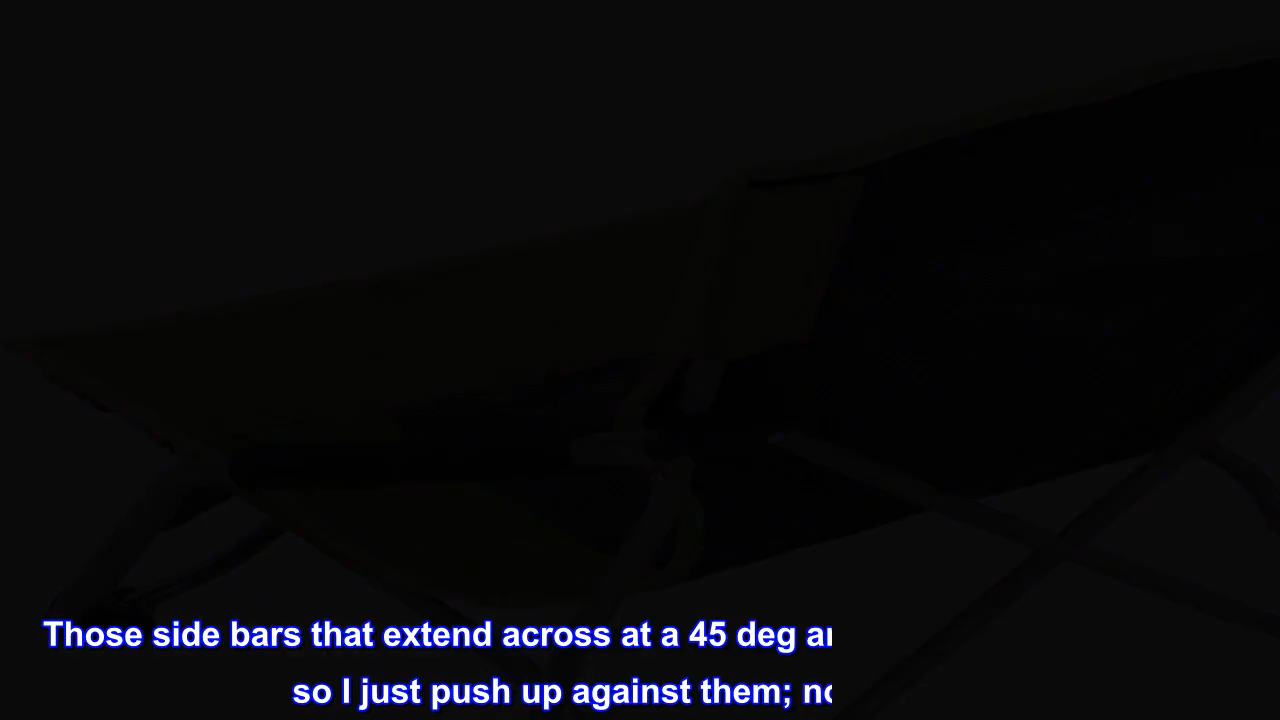 Those side bars that extend across at a 45 deg
so I just push up against them;